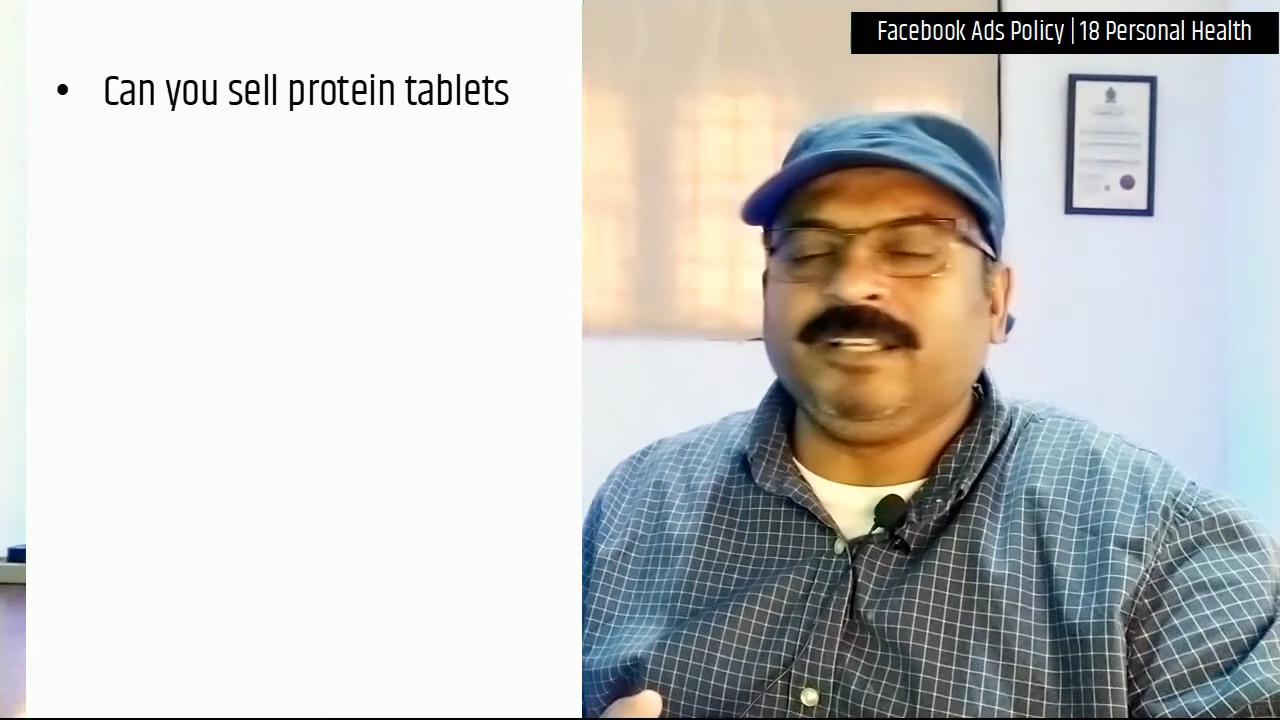 Facebook Ads Policy | 18 Personal Health
• Can you sell protein tablets